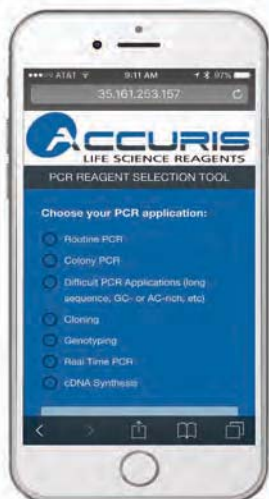 AT&T 9:11 AM 97%
35.161.253.157
ACCURIS
LIFE SCIENCE REAGENTS
PCR REAGENT SELECTION TOOL
Choose your PCR application:
Routine PCR
Colony PCR
Difficult PCR Applications (long
sequence, GC- or AC-rich, etc)
Cloning
Genotyping
Real Time PCR
cDNA Synthesis